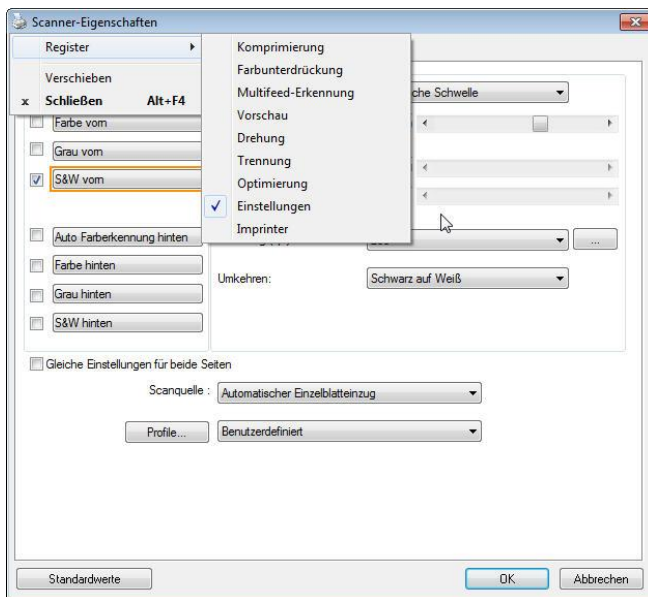 Scanner-Eigenschaften
Register
Verschieben
x Schließen Alt+F4
Komprimierung
Farbunterdrückung
Multifeed-Erkennung
Vorschau
Drehung
Trennung
Optimierung
Einstellungen
Imprinter
che Schwelle
Farbe vorn
Grau vorn
S&W vorn
Auto Farberkennung hinten
...
Farbe hinten
Umkehren: Schwarz auf Weiß
Grau hinten
S&W hinten
Gleiche Einstellungen für beide Seiten
Scanquelle : Automatischer Einzelblatteinzug
Profile... Benutzerdefiniert
Standardwerte OK Abbrechen